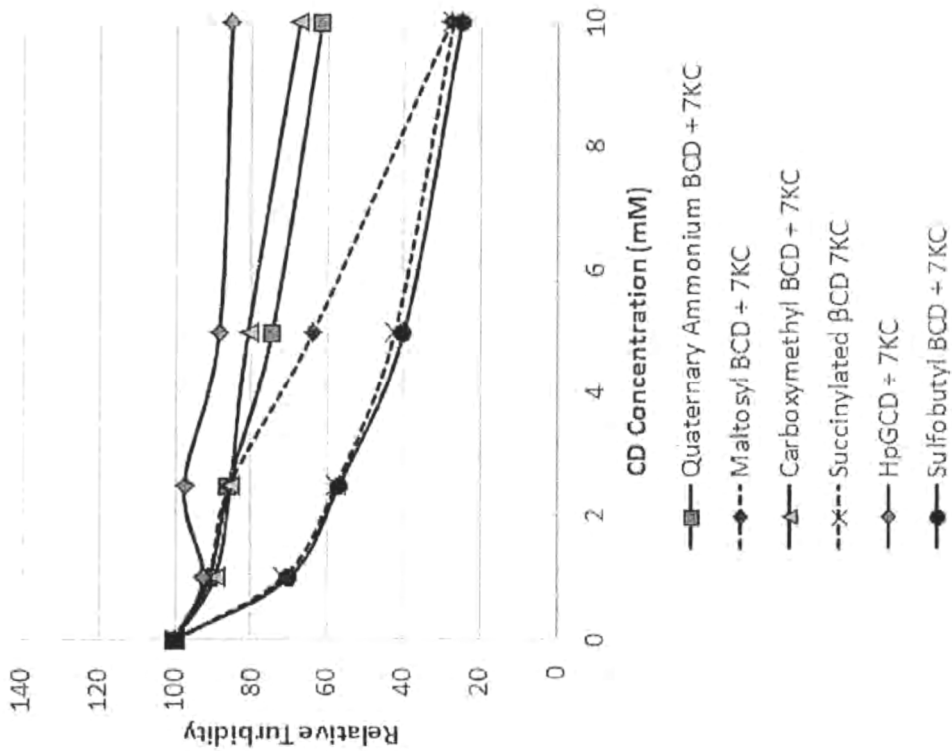 140
120
100
80
60
40
20
Relative Turbidity
0
2
4
6
8
10
CD Concentration (mM)
Quaternary Ammonium BCD + 7KC
Maltosyl BCD + 7KC
Carboxymethyl BCD + 7KC
Succinylated βCD 7KC
HpGCD + 7KC
Sulfobutyl BCD + 7KC